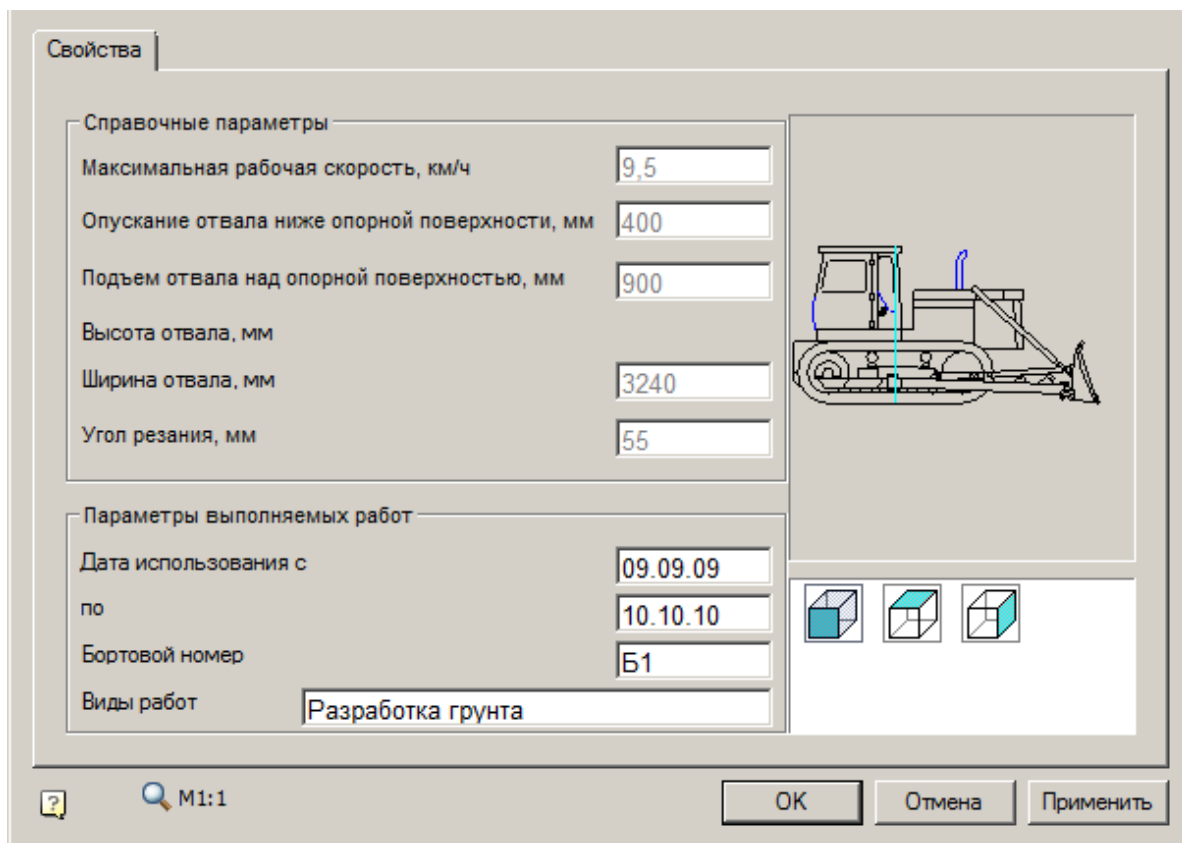 Свойства
Справочные параметры
Максимальная рабочая скорость, км/ч 9,5
Опускание отвала ниже опорной поверхности, мм 400
Подъем отвала над опорной поверхностью, мм 900
Высота отвала, мм
Ширина отвала, мм 3240
Угол резания, мм 55
Параметры выполняемых работ
Дата использования с 09.09.09
по 10.10.10
Бортовой номер Б1
Виды работ Разработка грунта
? М1:1 OK Отмена Применить